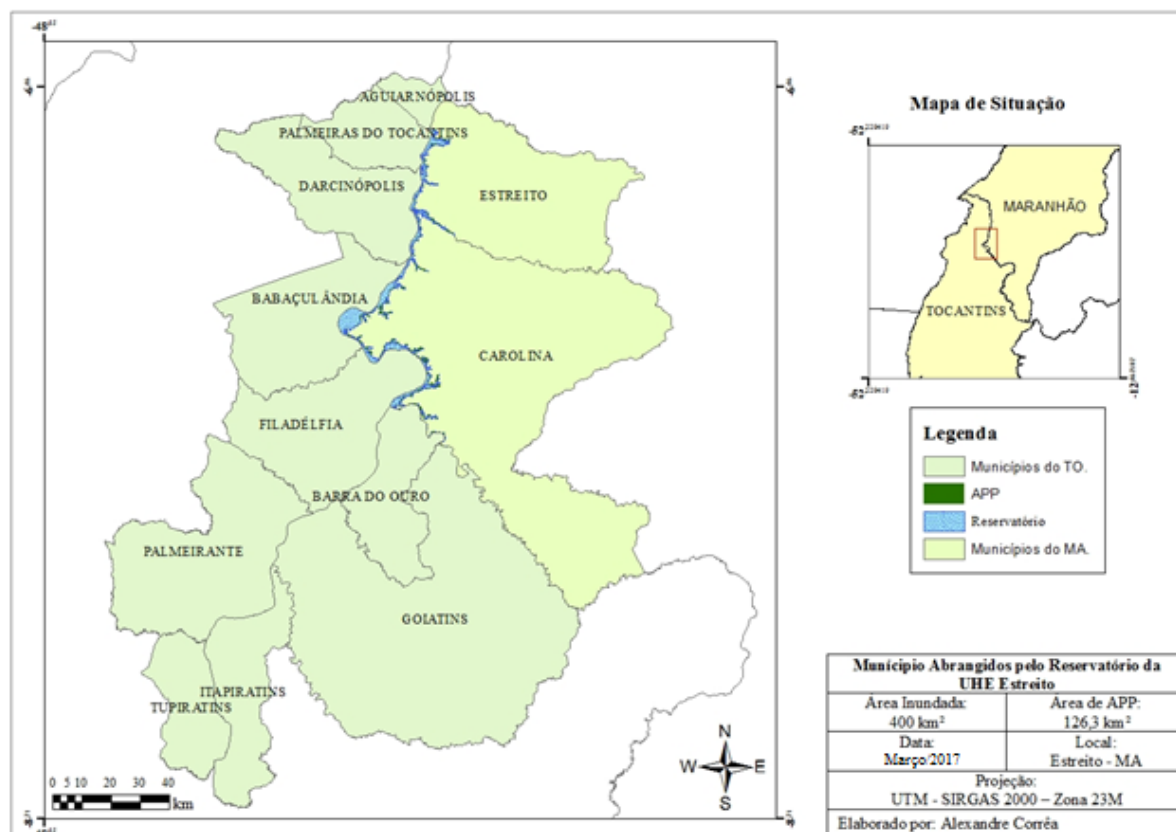 AGUIARNÓPOLIS
PALMEIRAS DO TOCANTINS
DARCINÓPOLIS
ESTREITO
BABAÇULÂNDIA
CAROLINA
FILADÉLFIA
BARRA DO OURO
PALMEIRANTE
GOIATINS
ITAPIRATINS
TUPIRATINS
0 5 10 20 30 40
km
N
W E
S
Mapa de Situação
MARANHÃO
TOCANTINS
Legenda
Municípios do TO.
APP
Reservatório
Municípios do MA.
Munícipio Abrangidos pelo Reservatório da
UHE Estreito
Área Inundada:
400 km²
Área de APP:
126,3 km²
Data:
Março/2017
Local:
Estreito - MA
Projeção:
UTM - SIRGAS 2000 – Zona 23M
Elaborado por: Alexandre Corrêa